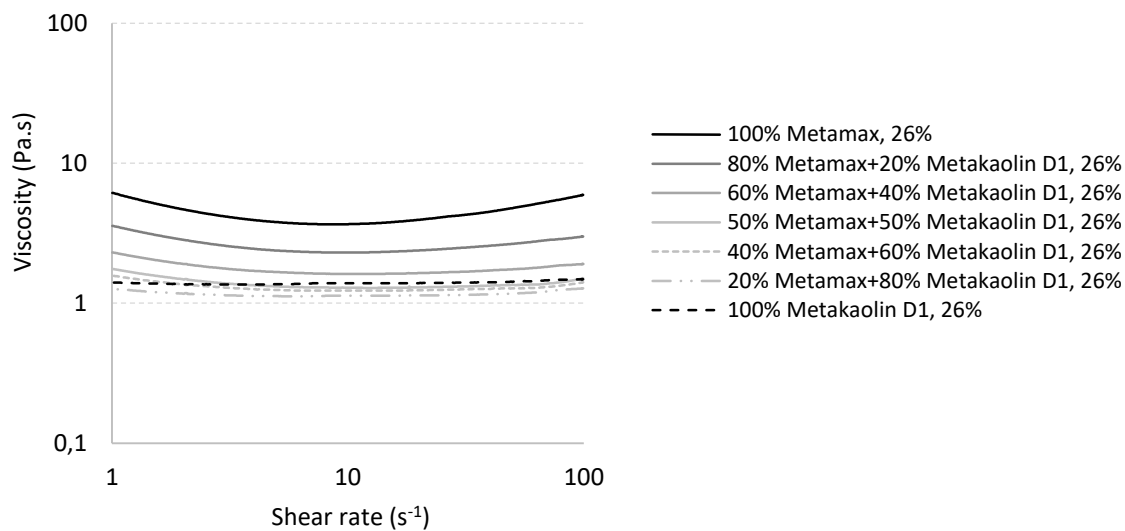 100
10
1
0,1
Viscosity (Pa.s)
1
10
100
Shear rate (s-1)
100% Metamax, 26%
80% Metamax+20% Metakaolin D1, 26%
60% Metamax+40% Metakaolin D1, 26%
50% Metamax+50% Metakaolin D1, 26%
40% Metamax+60% Metakaolin D1, 26%
20% Metamax+80% Metakaolin D1, 26%
100% Metakaolin D1, 26%